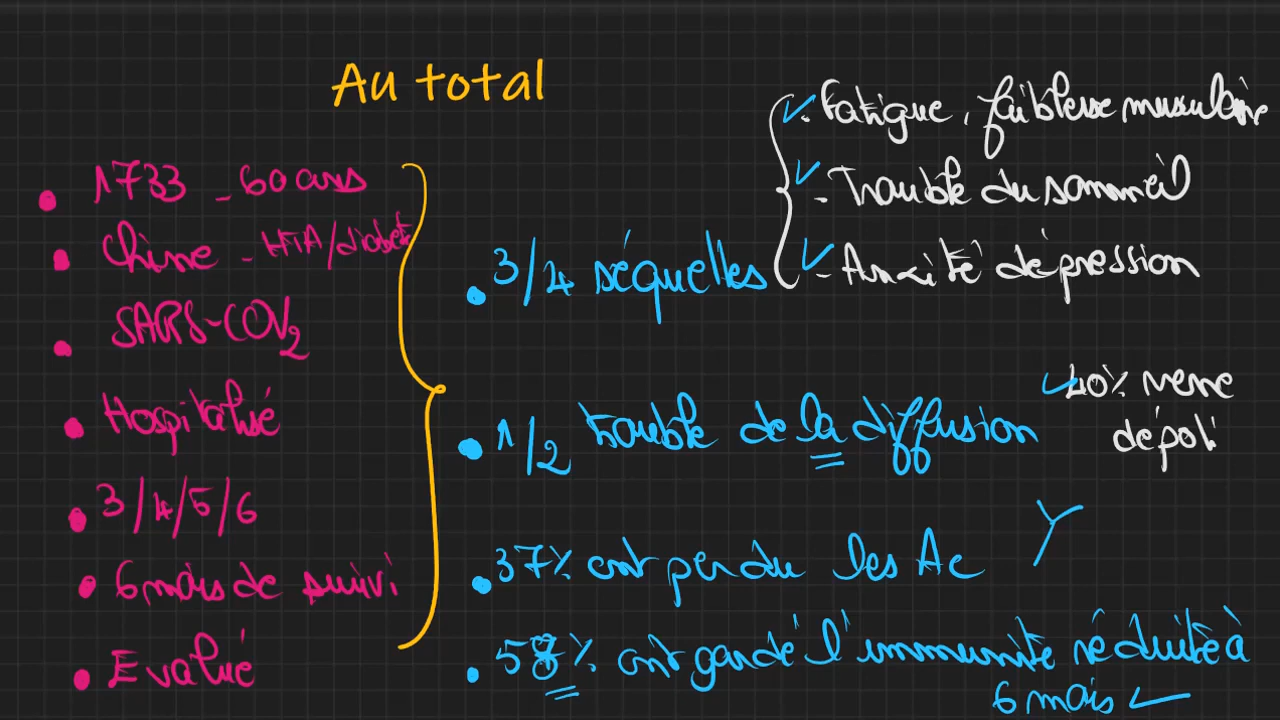 Au total
• 1733 - 60 ans
• Chine - HTA/diabète
• SARS-COV2
• Hospitalisé
• 3/4/5/6
• 6 mois de suivi
• Evalué
• 3/4 séquelles
- Fatigue, faiblesse musculaire
- Trouble du sommeil
- Anxiété dépression
• 1/2 trouble de la diffusion
40% meme
dépol
• 37% ont perdu les Ac
• 58% ont gardé l'immunité réduite à
6 mois